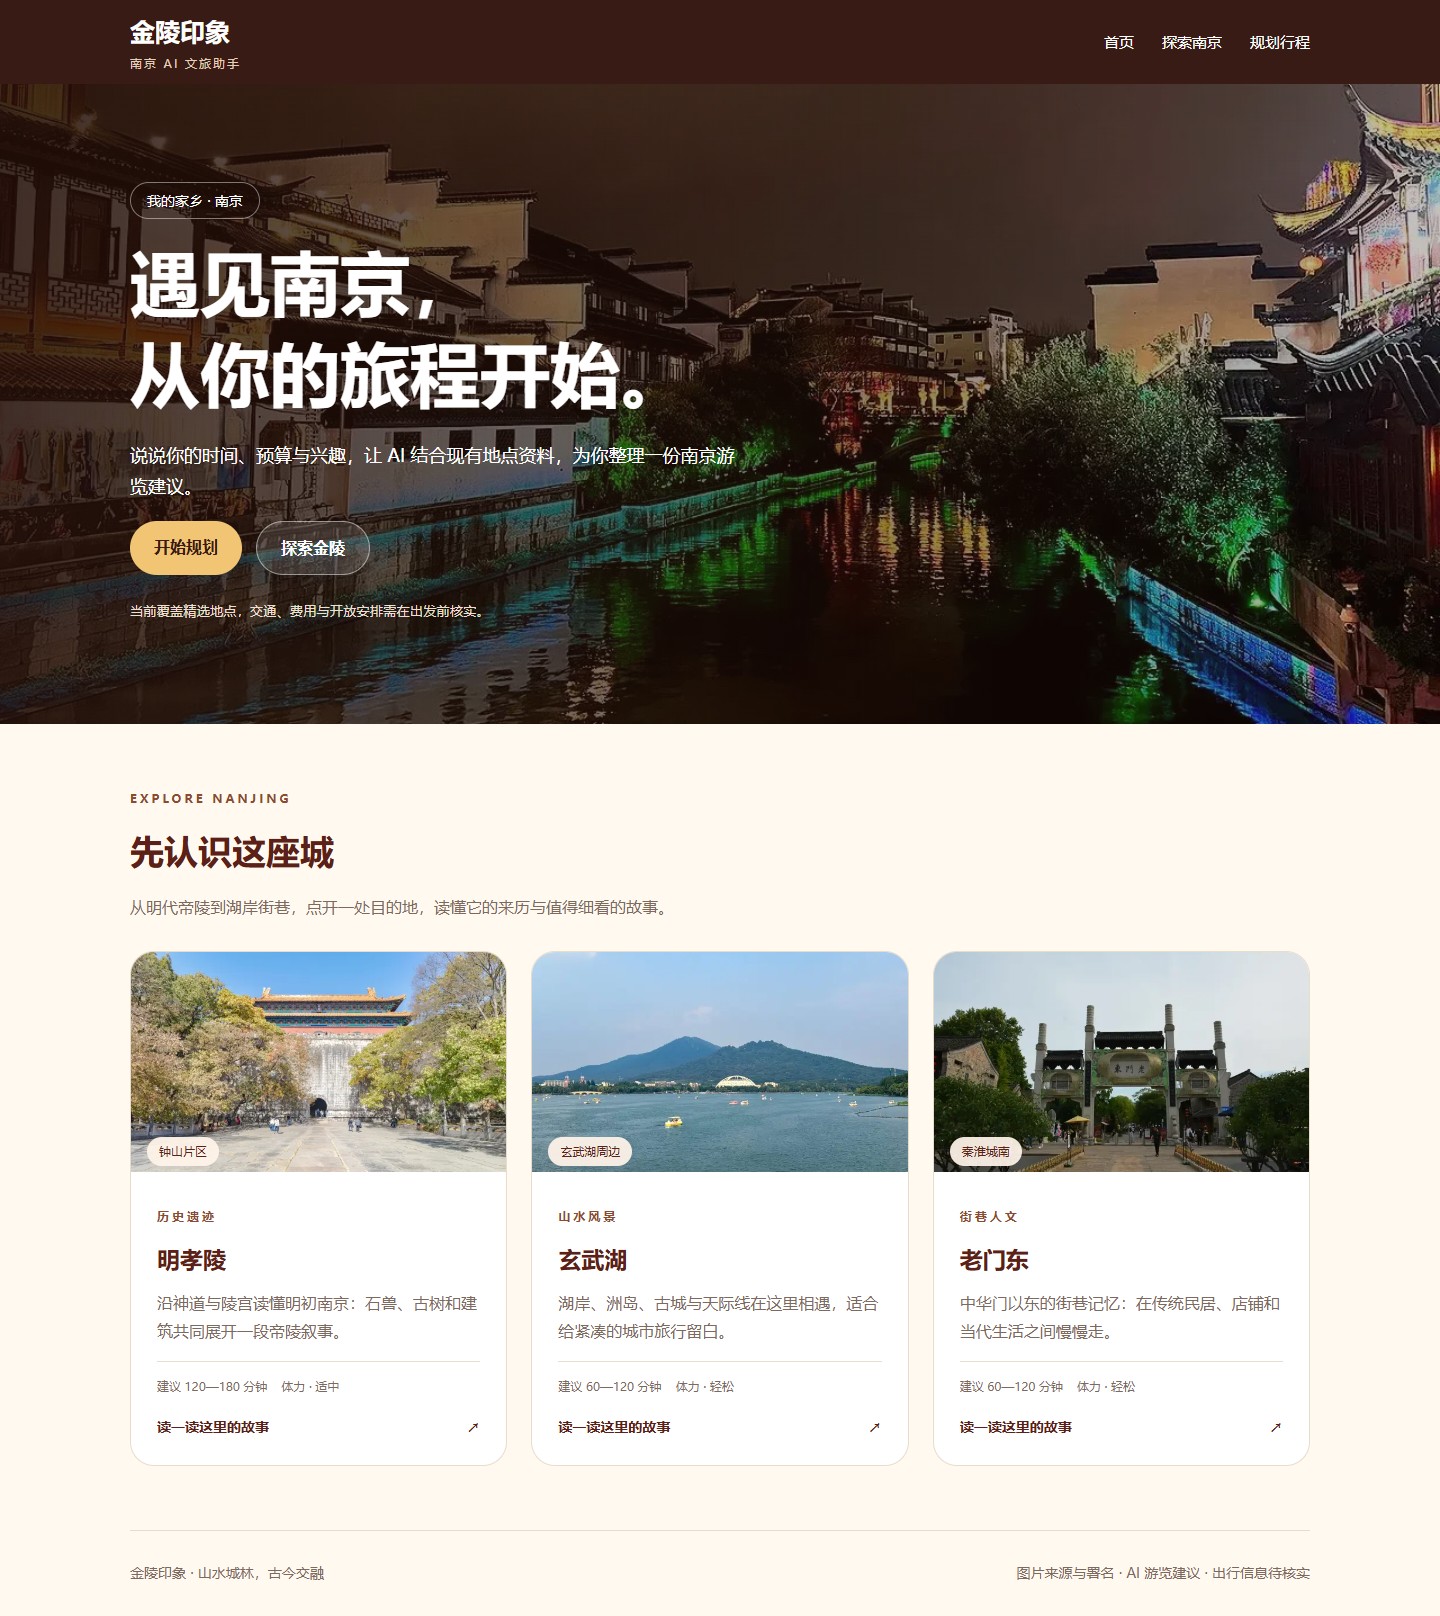 金陵印象
南京 AI 文旅助手
首页 探索南京 规划行程
我的家乡 · 南京
遇见南京，
从你的旅程开始。
说说你的时间、预算与兴趣，让 AI 结合现有地点资料，为你整理一份南京游
览建议。
开始规划 探索金陵
当前覆盖精选地点，交通、费用与开放安排需在出发前核实。
EXPLORE NANJING
先认识这座城
从明代帝陵到湖岸街巷，点开一处目的地，读懂它的来历与值得细看的故事。
钟山片区
历史遗迹
明孝陵
沿神道与陵宫读懂明初南京：石兽、古树和建
筑共同展开一段帝陵叙事。
建议 120—180 分钟 体力 · 适中
读一读这里的故事 ↗
玄武湖周边
山水风景
玄武湖
湖岸、洲岛、古城与天际线在这里相遇，适合
给紧凑的城市旅行留白。
建议 60—120 分钟 体力 · 轻松
读一读这里的故事 ↗
東門老
秦淮城南
街巷人文
老门东
中华门以东的街巷记忆：在传统民居、店铺和
当代生活之间慢慢走。
建议 60—120 分钟 体力 · 轻松
读一读这里的故事 ↗
金陵印象 · 山水城林，古今交融
图片来源与署名 · AI 游览建议 · 出行信息待核实